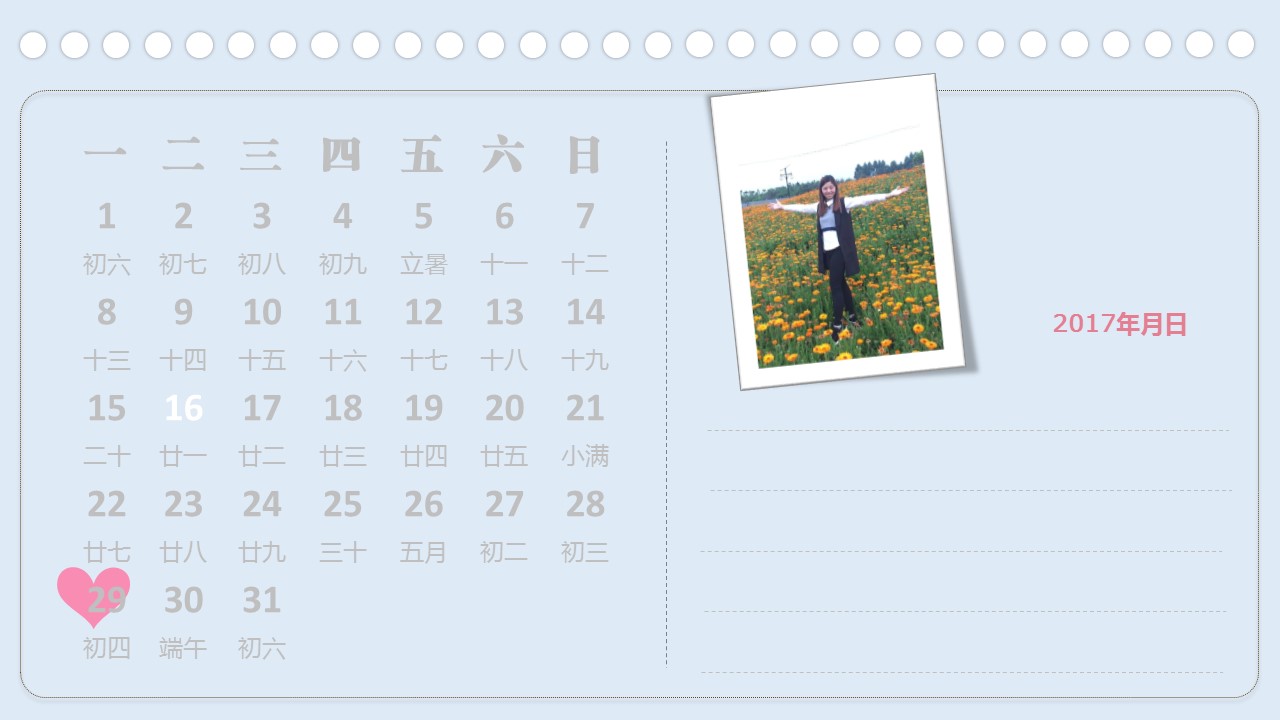 一 二 三 四 五 六 日
1 2 3 4 5 6 7
初六 初七 初八 初九 立暑 十一 十二
8 9 10 11 12 13 14
十三 十四 十五 十六 十七 十八 十九
15 16 17 18 19 20 21
二十 廿一 廿二 廿三 廿四 廿五 小满
22 23 24 25 26 27 28
廿七 廿八 廿九 三十 五月 初二 初三
29 30 31
初四 端午 初六
2017年月日